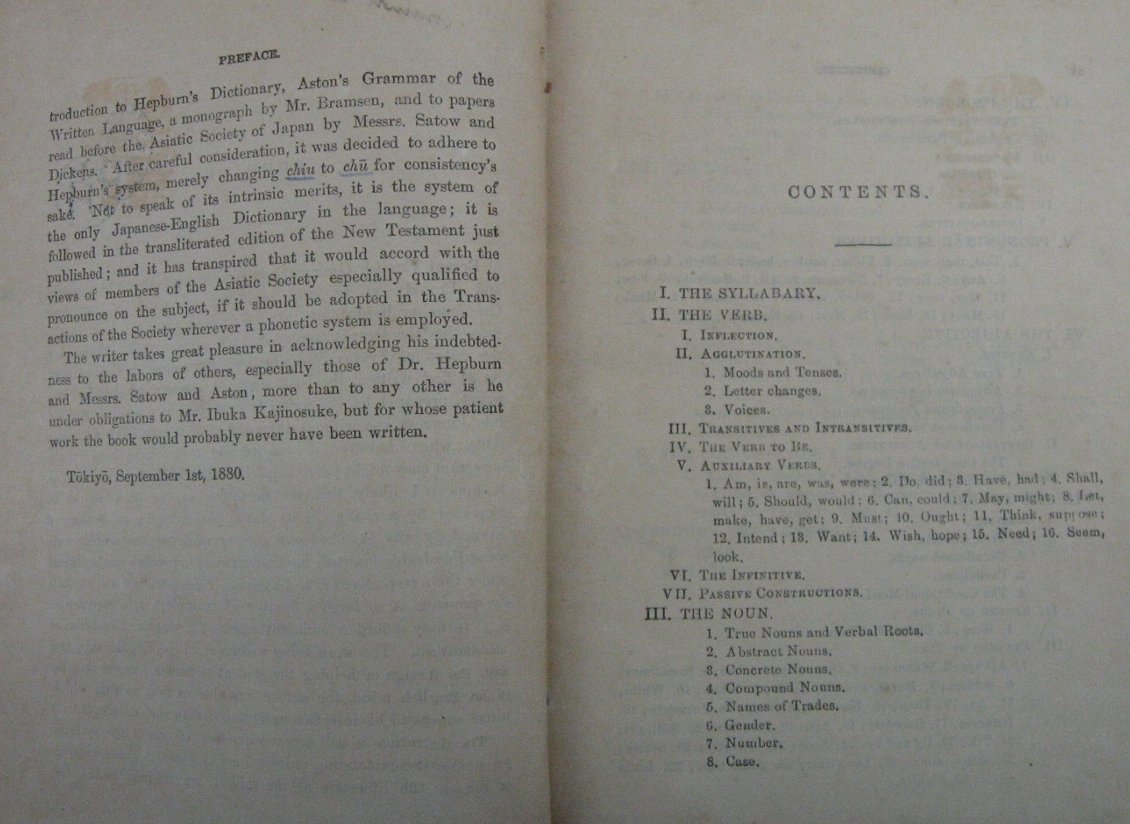 PREFACE.
troduction to Hepburn's Dictionary, Aston's Grammar of the
Written Language, a monograph by Mr. Bramsen, and to papers
read before the Asiatic Society of Japan by Messrs. Satow and
Dickens. After careful consideration, it was decided to adhere to
Hepburn's system, merely changing chiu to chū for consistency's
sake. Not to speak of its intrinsic merits, it is the system of
the only Japanese-English Dictionary in the language; it is
followed in the transliterated edition of the New Testament just
published; and it has transpired that it would accord with the
views of members of the Asiatic Society especially qualified to
pronounce on the subject, if it should be adopted in the Trans-
actions of the Society wherever a phonetic system is employed.
The writer takes great pleasure in acknowledging his indebted-
ness to the labors of others, especially those of Dr. Hepburn
and Messrs. Satow and Aston, more than to any other is he
under obligations to Mr. Ibuka Kajinosuke, but for whose patient
work the book would probably never have been written.
Tōkiyō, September 1st, 1880.
CONTENTS.
I. THE SYLLABARY.
II. THE VERB.
I. INFLECTION.
II. AGGLUTINATION.
1. Moods and Tenses.
2. Letter changes.
3. Voices.
III. TRANSITIVES AND INTRANSITIVES.
IV. THE VERB TO BE.
V. AUXILIARY VERBS.
1. Am, is, are, was, were; 2. Do, did; 3. Have, had; 4. Shall,
will; 5. Should, would; 6. Can, could; 7. May, might; 8. Let,
make, have, get; 9. Must; 10. Ought; 11. Think, suppose;
12. Intend; 13. Want; 14. Wish, hope; 15. Need; 16. Seem,
look.
VI. THE INFINITIVE.
VII. PASSIVE CONSTRUCTIONS.
III. THE NOUN.
1. True Nouns and Verbal Roots.
2. Abstract Nouns.
3. Concrete Nouns.
4. Compound Nouns.
5. Names of Trades.
6. Gender.
7. Number.
8. Case.